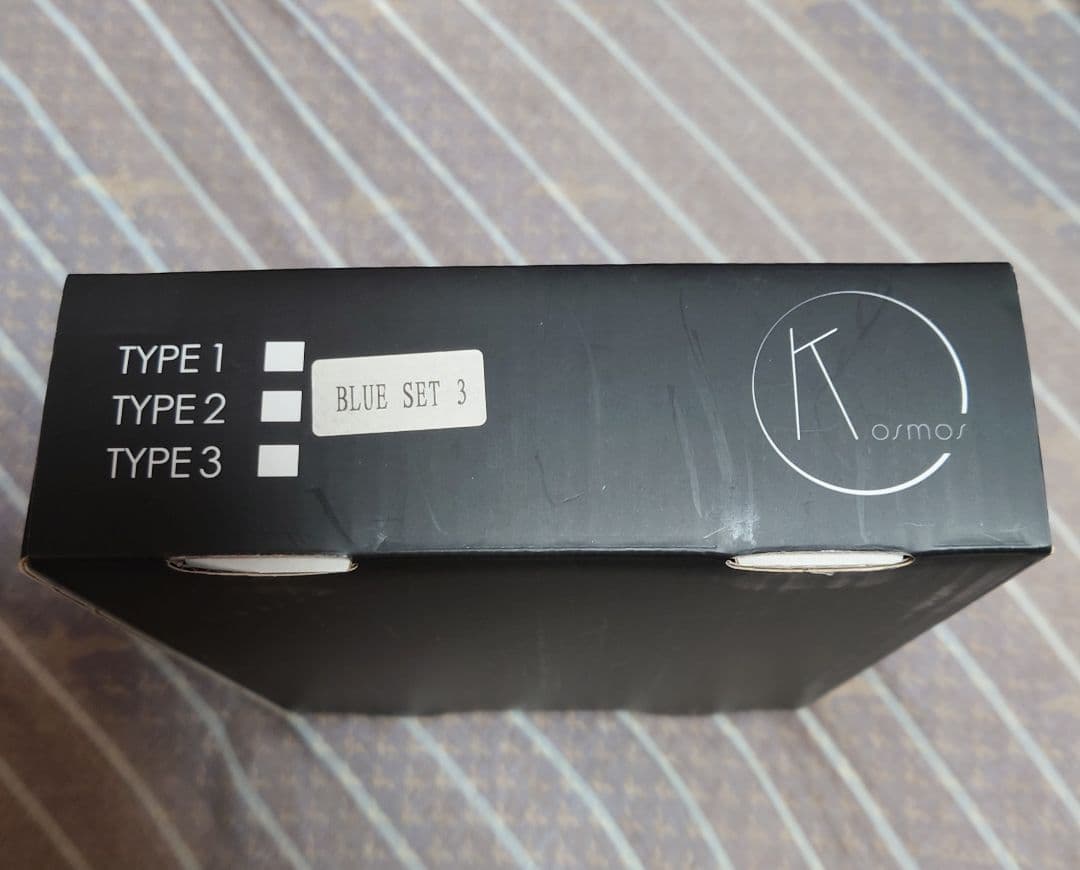 TYPE 1
TYPE 2
TYPE 3
BLUE SET 3
Kosmos